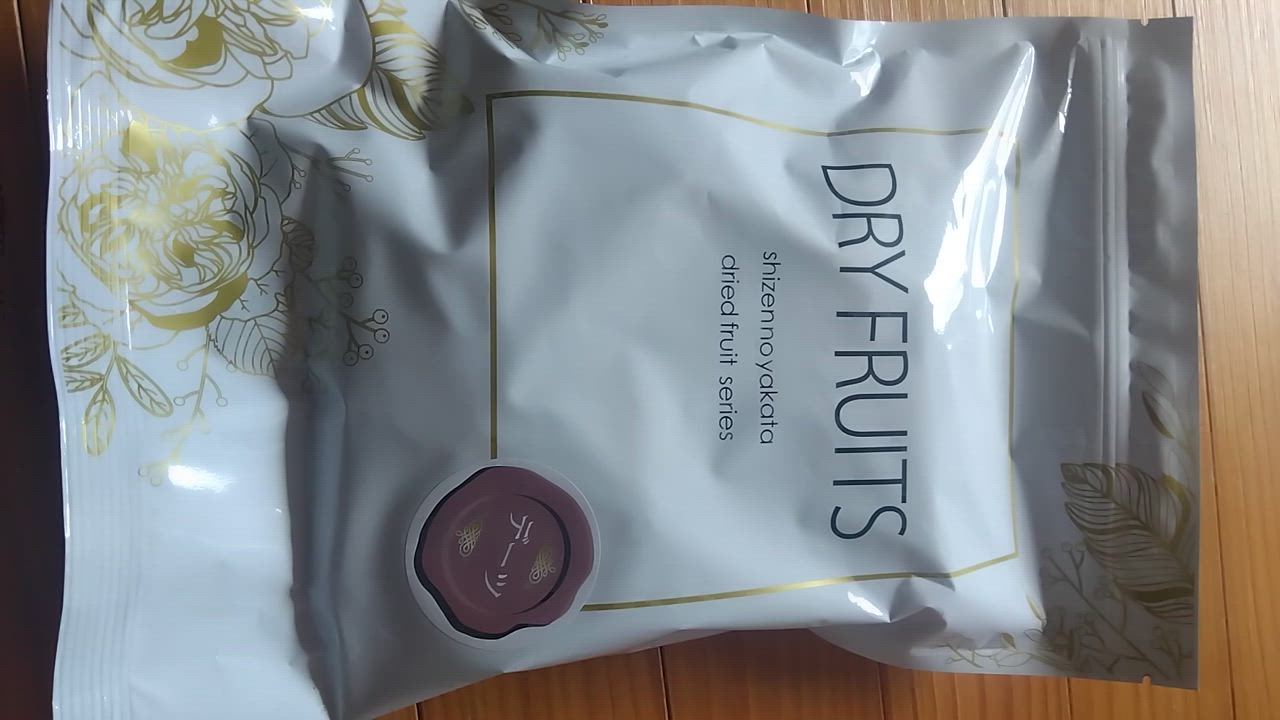 DRY FRUITS
shizennoyakata
dried fruit series
デーツ